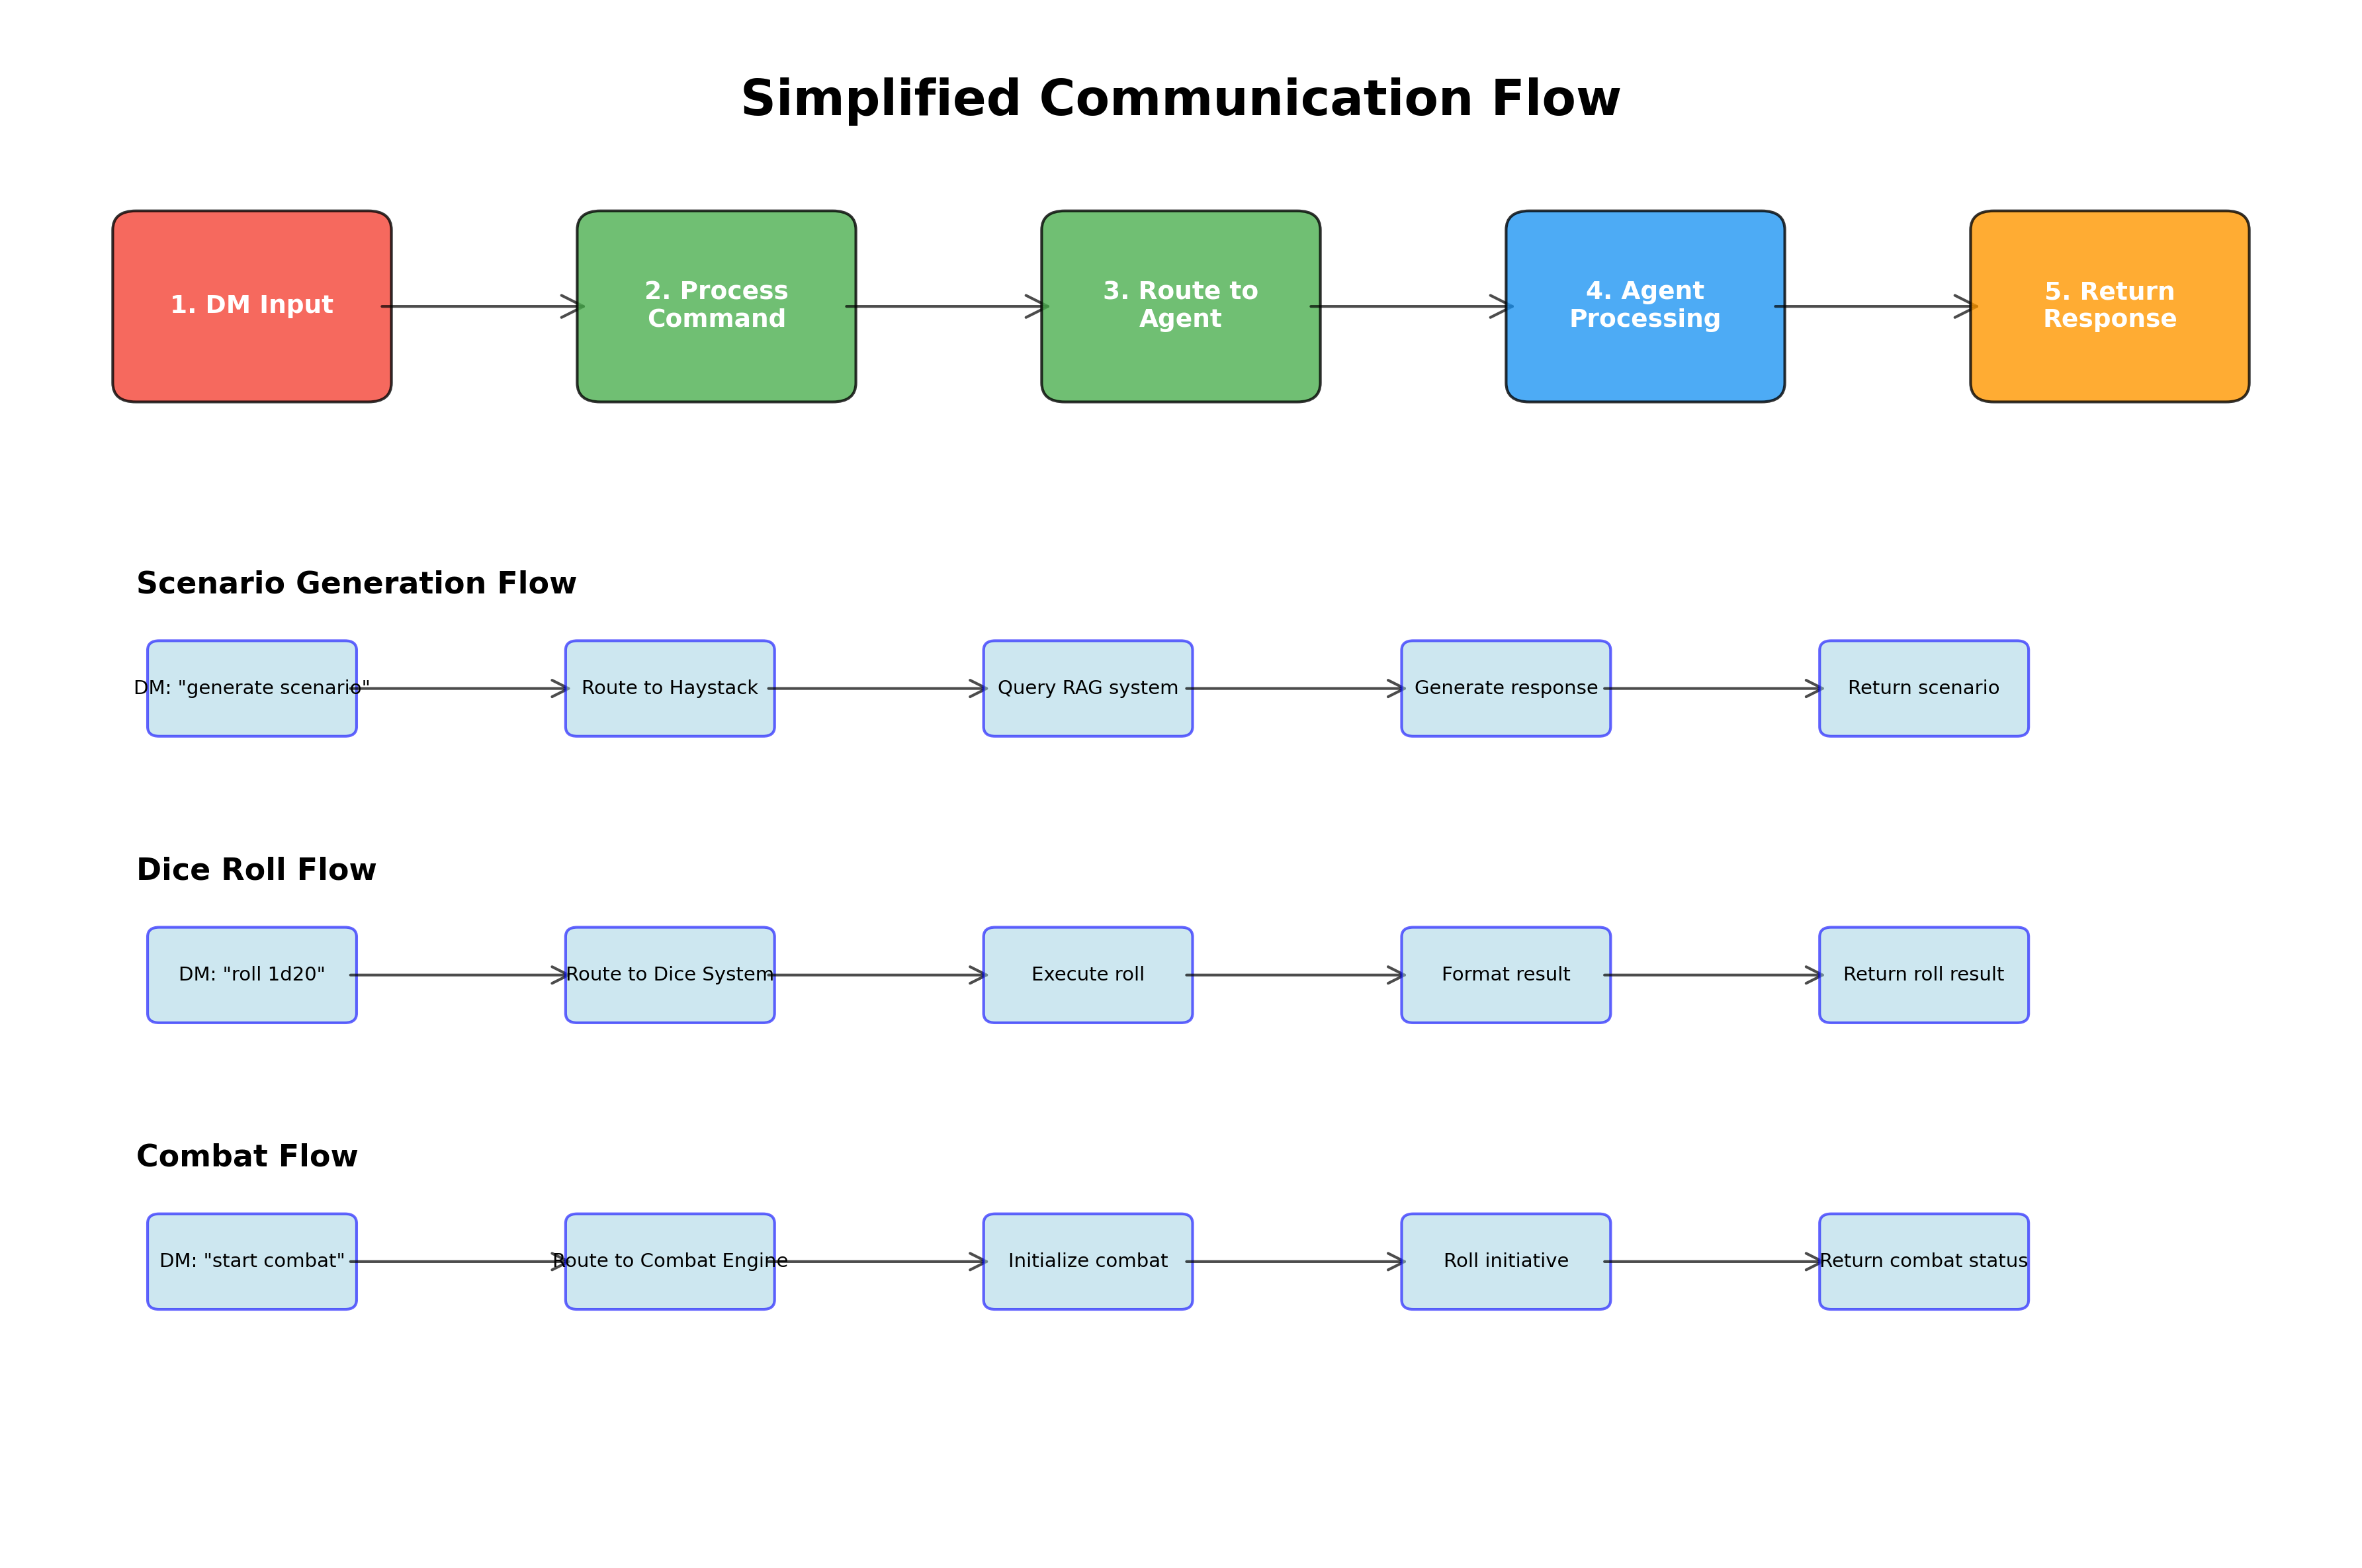 Simplified Communication Flow
1. DM Input
2. Process
Command
3. Route to
Agent
4. Agent
Processing
5. Return
Response
Scenario Generation Flow
DM: "generate scenario"
Route to Haystack
Query RAG system
Generate response
Return scenario
Dice Roll Flow
DM: "roll 1d20"
Route to Dice System
Execute roll
Format result
Return roll result
Combat Flow
DM: "start combat"
Route to Combat Engine
Initialize combat
Roll initiative
Return combat status